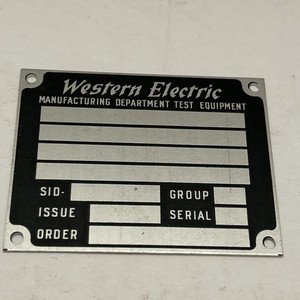 Western Electric
MANUFACTURING DEPARTMENT TEST EQUIPMENT
SID- GROUP
ISSUE SERIAL
ORDER